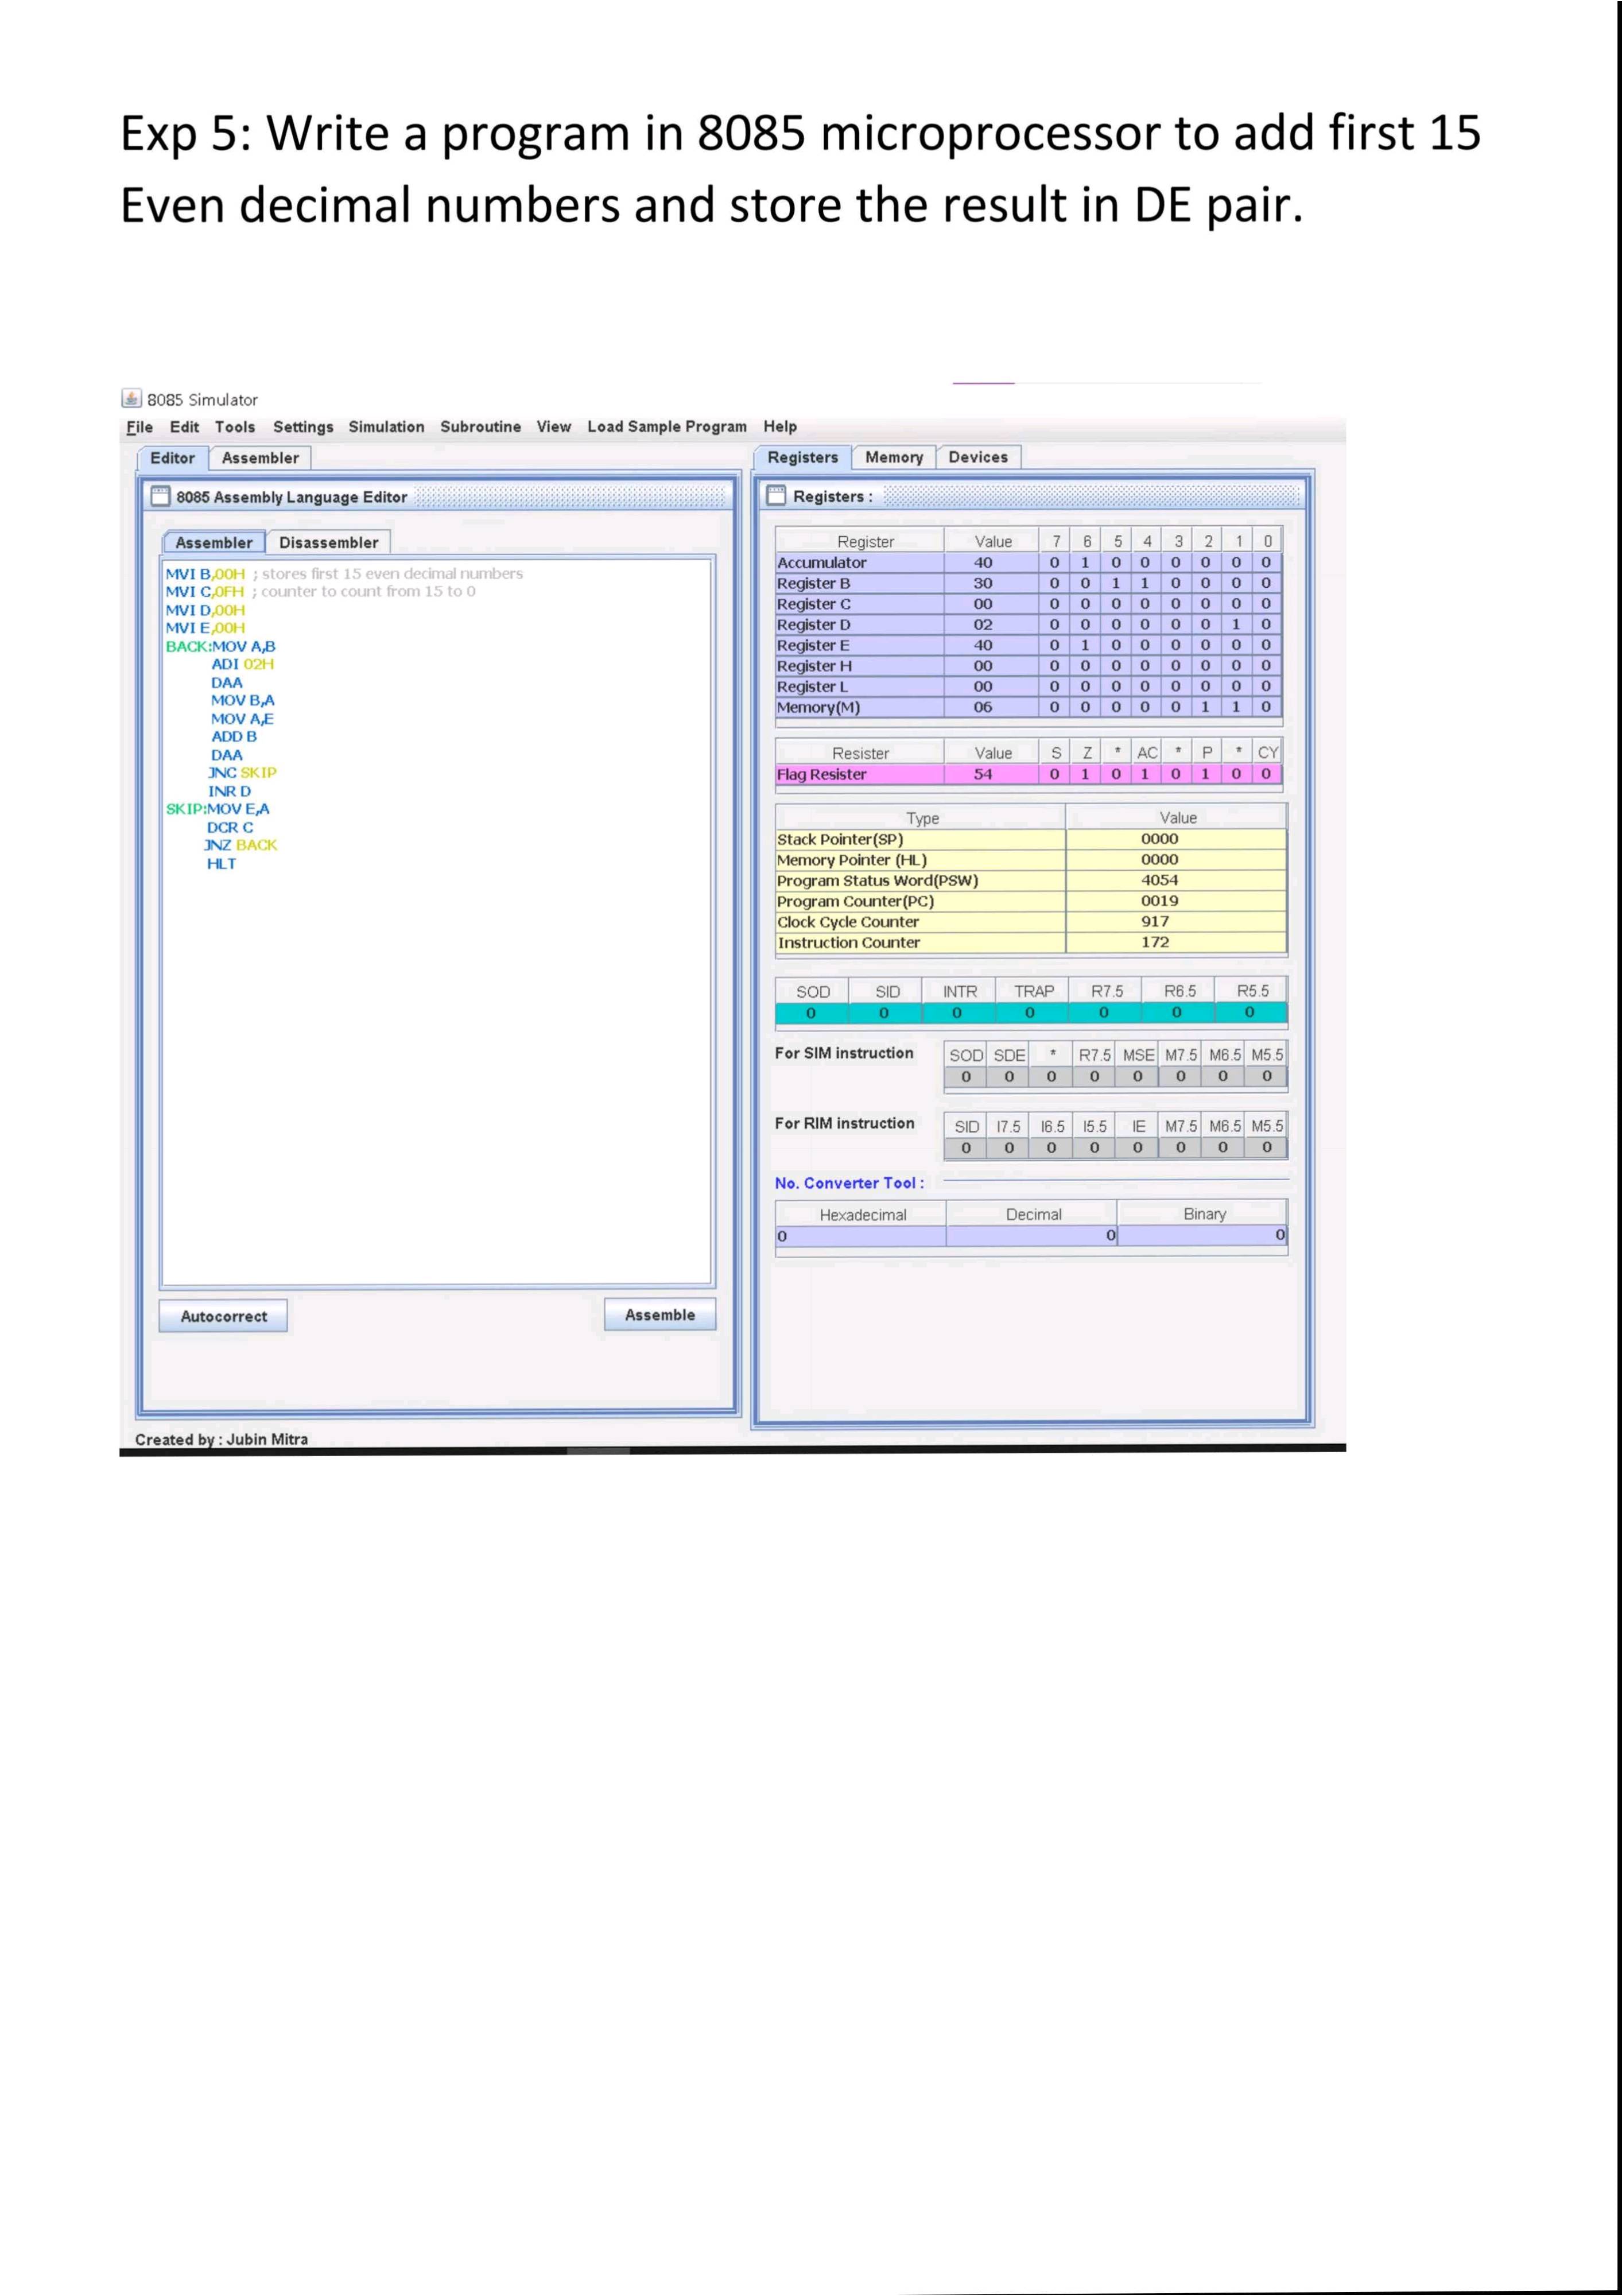 Exp 5: Write a program in 8085 microprocessor to add first 15
Even decimal numbers and store the result in DE pair.
8085 Simulator
File Edit Tools Settings Simulation Subroutine View Load Sample Program Help
Editor Assembler
8085 Assembly Language Editor
Assembler Disassembler
MVI B,00H ; stores first 15 even decimal numbers
MVI C,0FH ; counter to count from 15 to 0
MVI D,00H
MVI E,00H
BACK:MOV A,B
ADI 02H
DAA
MOV B,A
MOV A,E
ADD B
DAA
JNC SKIP
INR D
SKIP:MOV E,A
DCR C
JNZ BACK
HLT
Autocorrect Assemble
Created by : Jubin Mitra
Registers Memory Devices
Registers :
Register Value 7 6 5 4 3 2 1 0
Accumulator 40 0 1 0 0 0 0 0 0
Register B 30 0 0 1 1 0 0 0 0
Register C 00 0 0 0 0 0 0 0 0
Register D 02 0 0 0 0 0 0 1 0
Register E 40 0 1 0 0 0 0 0 0
Register H 00 0 0 0 0 0 0 0 0
Register L 00 0 0 0 0 0 0 0 0
Memory(M) 06 0 0 0 0 0 1 1 0
Resister Value S Z * AC * P * CY
Flag Resister 54 0 1 0 1 0 1 0 0
Type Value
Stack Pointer(SP) 0000
Memory Pointer (HL) 0000
Program Status Word(PSW) 4054
Program Counter(PC) 0019
Clock Cycle Counter 917
Instruction Counter 172
SOD SID INTR TRAP R7.5 R6.5 R5.5
0 0 0 0 0 0 0
For SIM instruction SOD SDE * R7.5 MSE M7.5 M6.5 M5.5
0 0 0 0 0 0 0 0
For RIM instruction SID I7.5 I6.5 I5.5 IE M7.5 M6.5 M5.5
0 0 0 0 0 0 0 0
No. Converter Tool :
Hexadecimal Decimal Binary
0 0 0